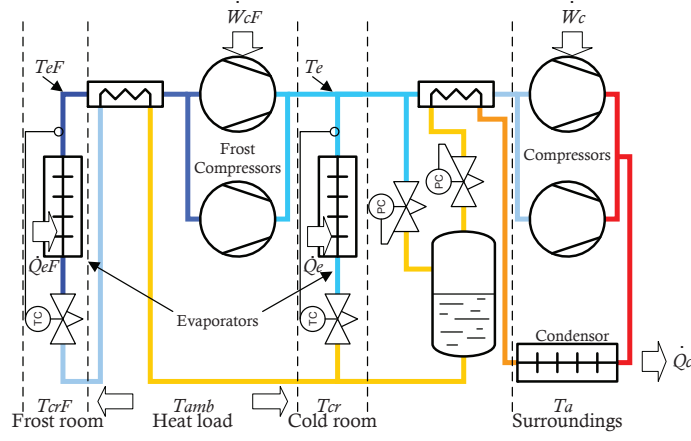 ẆcF
Ẇc
TeF
Te
Frost
Compressors
Compressors
PC
PC
Q̇eF
Q̇e
TC
Evaporators
TC
Condensor
Q̇c
TcrF
Tamb
Tcr
Ta
Frost room
Heat load
Cold room
Surroundings